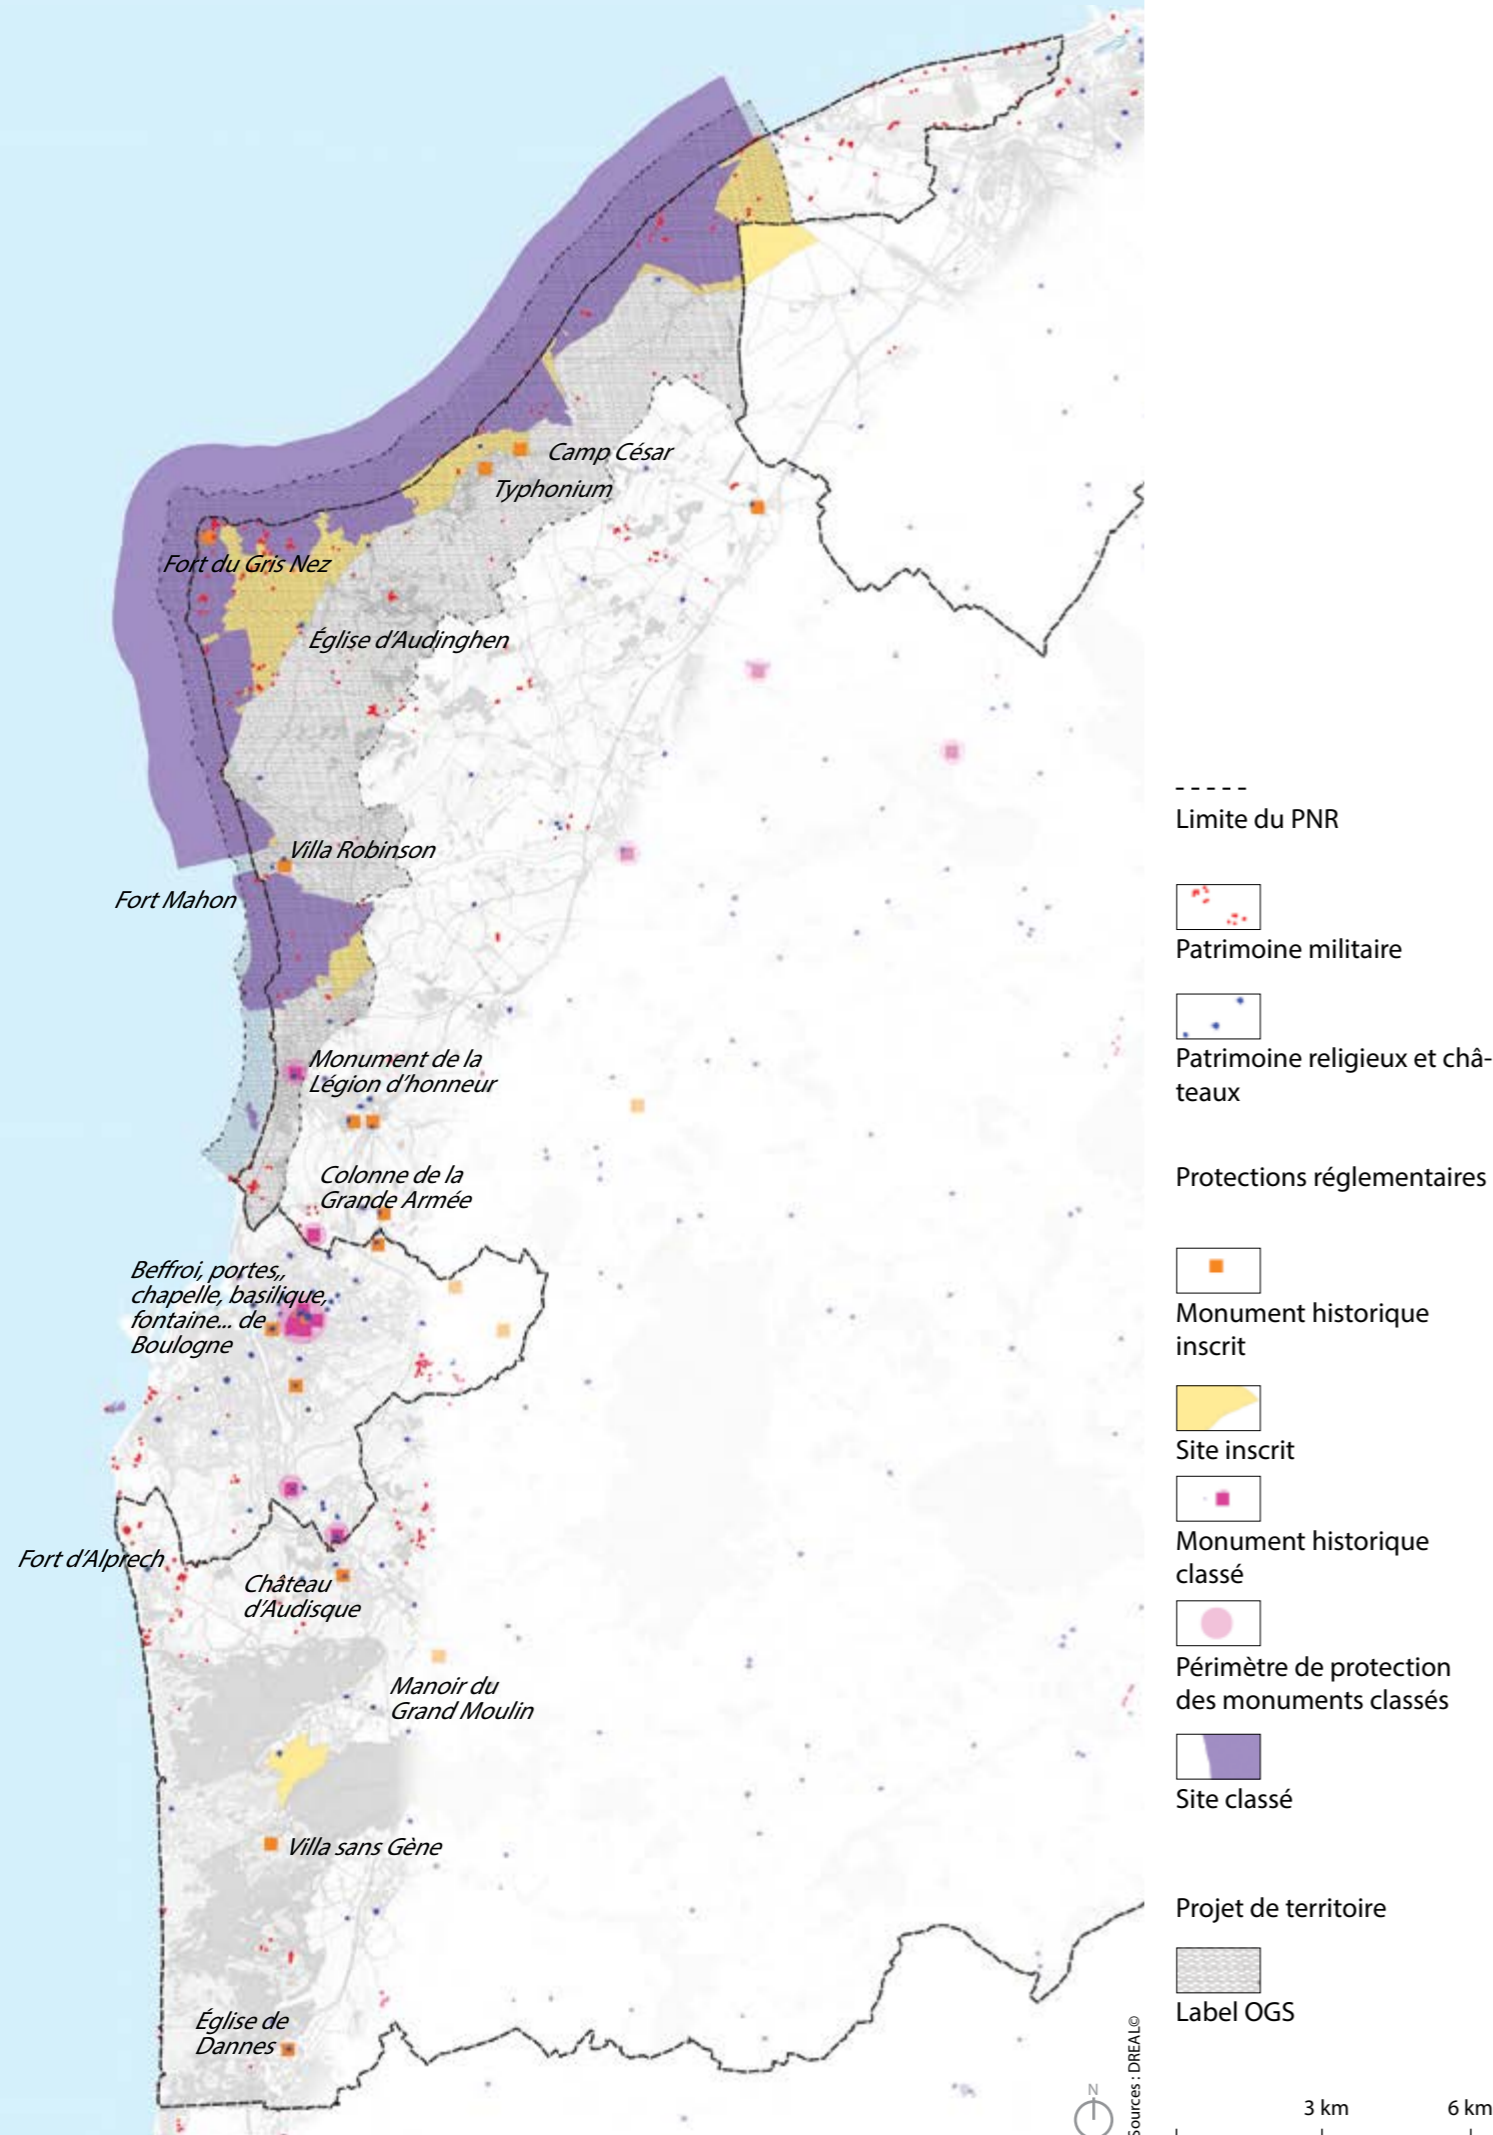 Camp César
Typhonium
Fort du Gris Nez
Église d'Audinghen
Villa Robinson
Fort Mahon
Monument de la
Légion d'honneur
Colonne de la
Grande Armée
Beffroi, portes,,
chapelle, basilique,
fontaine... de
Boulogne
Fort d'Alprech
Château
d'Audisque
Manoir du
Grand Moulin
Villa sans Gène
Église de
Dannes
Limite du PNR
Patrimoine militaire
Patrimoine religieux et châ-
teaux
Protections réglementaires
Monument historique
inscrit
Site inscrit
Monument historique
classé
Périmètre de protection
des monuments classés
Site classé
Projet de territoire
Label OGS
Sources : DREAL©
N
3 km
6 km